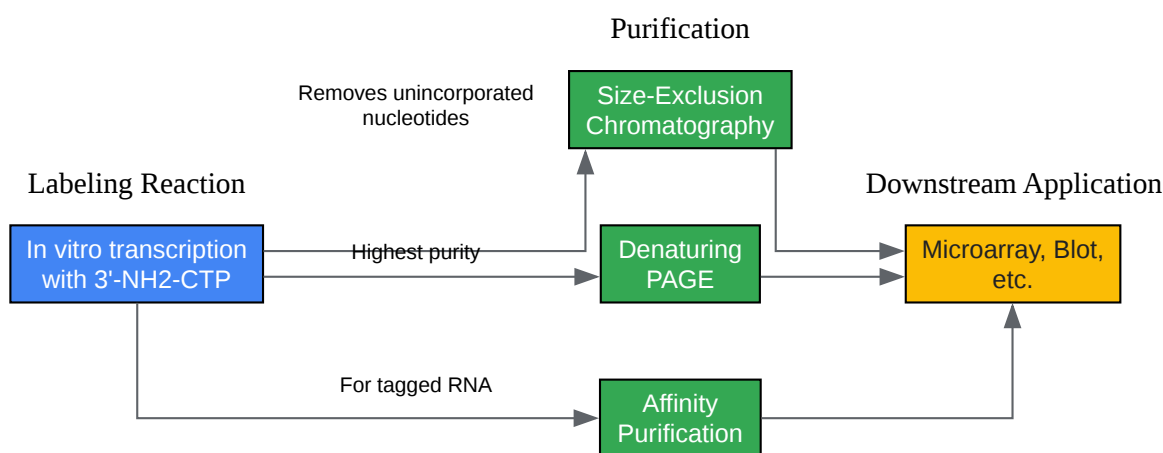 Purification
Removes unincorporated
nucleotides
Size-Exclusion
Chromatography
Labeling Reaction
Downstream Application
In vitro transcription
with 3'-NH2-CTP
Highest purity
Denaturing
PAGE
Microarray, Blot,
etc.
For tagged RNA
Affinity
Purification